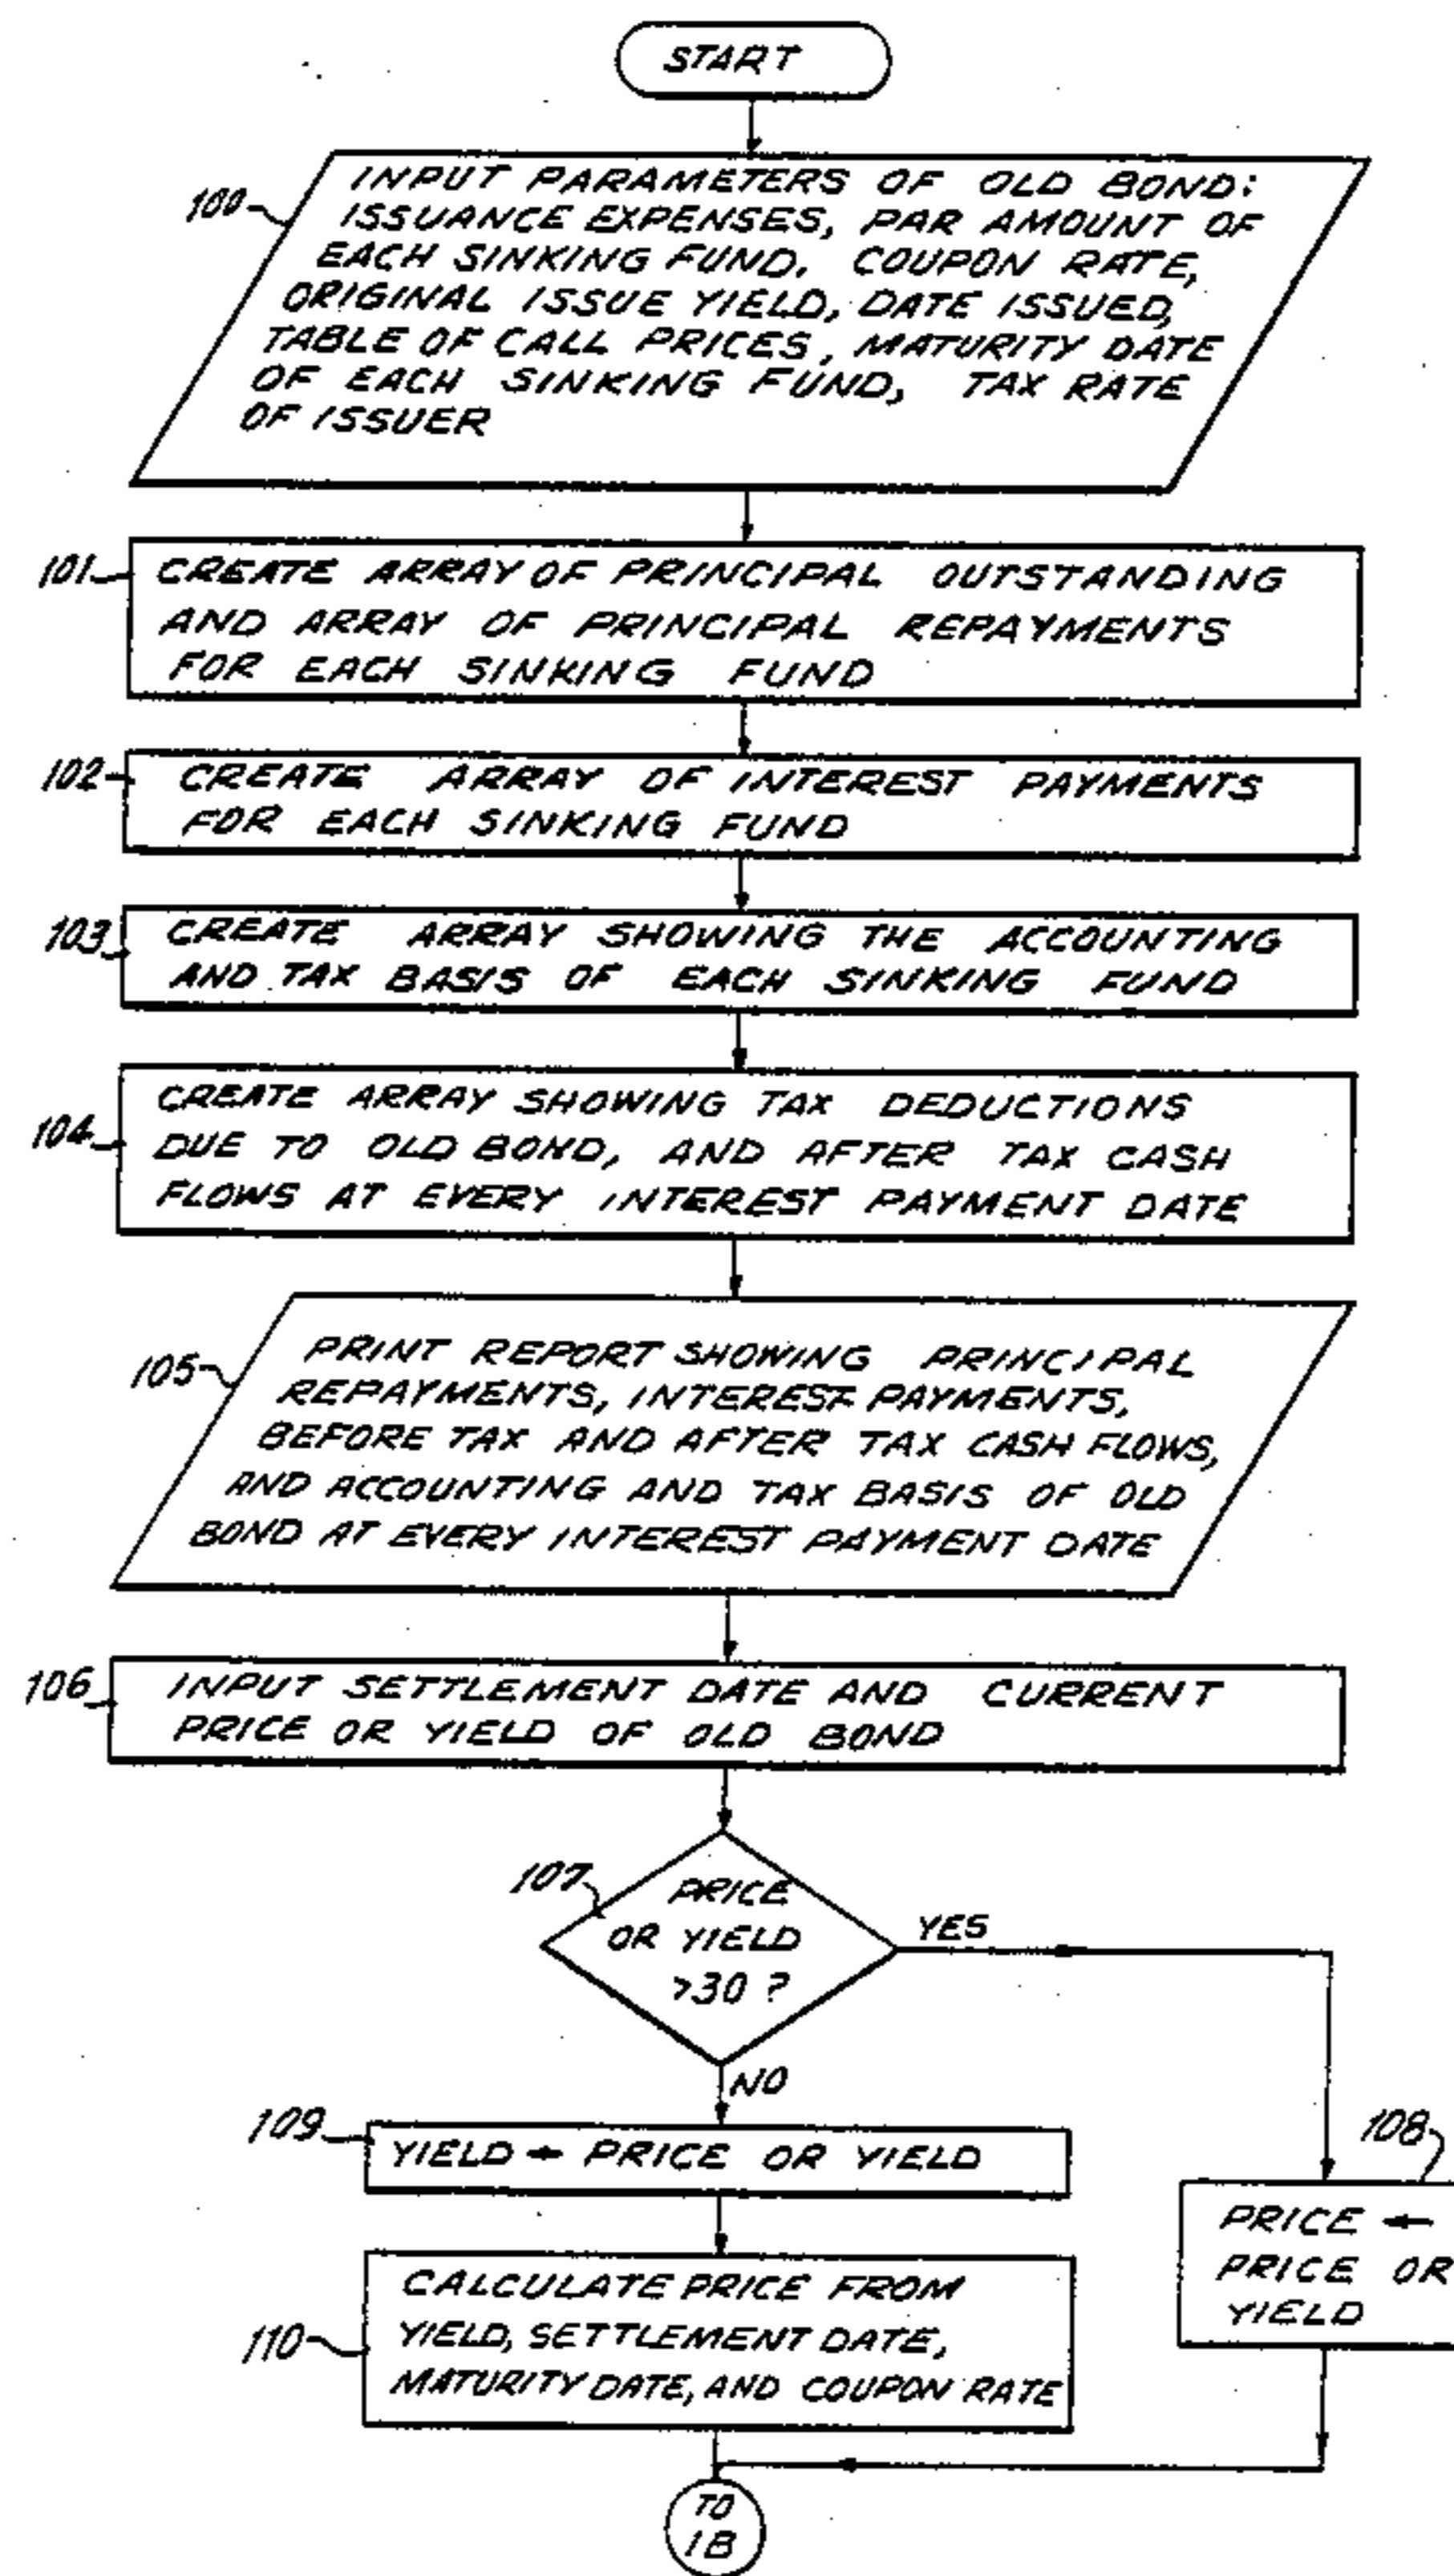 START
100
INPUT PARAMETERS OF OLD BOND:
ISSUANCE EXPENSES, PAR AMOUNT OF
EACH SINKING FUND, COUPON RATE,
ORIGINAL ISSUE YIELD, DATE ISSUED,
TABLE OF CALL PRICES, MATURITY DATE
OF EACH SINKING FUND, TAX RATE
OF ISSUER
101
CREATE ARRAY OF PRINCIPAL OUTSTANDING
AND ARRAY OF PRINCIPAL REPAYMENTS
FOR EACH SINKING FUND
102
CREATE ARRAY OF INTEREST PAYMENTS
FOR EACH SINKING FUND
103
CREATE ARRAY SHOWING THE ACCOUNTING
AND TAX BASIS OF EACH SINKING FUND
104
CREATE ARRAY SHOWING TAX DEDUCTIONS
DUE TO OLD BOND, AND AFTER TAX CASH
FLOWS AT EVERY INTEREST PAYMENT DATE
105
PRINT REPORT SHOWING PRINCIPAL
REPAYMENTS, INTEREST PAYMENTS,
BEFORE TAX AND AFTER TAX CASH FLOWS,
AND ACCOUNTING AND TAX BASIS OF OLD
BOND AT EVERY INTEREST PAYMENT DATE
106
INPUT SETTLEMENT DATE AND CURRENT
PRICE OR YIELD OF OLD BOND
107
PRICE
OR YIELD
>30 ?
YES
NO
109
YIELD ← PRICE OR YIELD
108
PRICE ←
PRICE OR
YIELD
110
CALCULATE PRICE FROM
YIELD, SETTLEMENT DATE,
MATURITY DATE, AND COUPON RATE
TO
1B